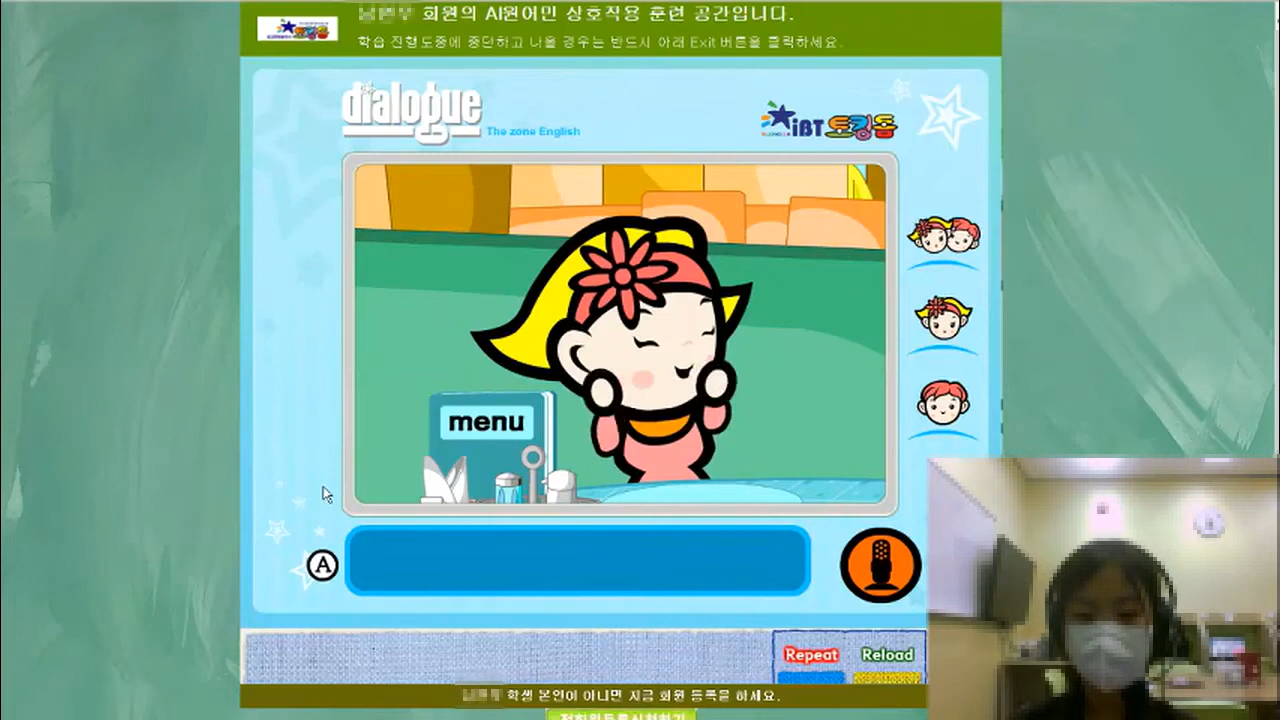 회원의 AI원어민 상호작용 훈련 공간입니다.
학습 진행도중에 중단하고 나올 경우는 반드시 아래 Exit 버튼을 클릭하세요.
dialogue
The zone English
iBT 토킹돔
menu
A
Repeat
Reload
학생 본인이 아니면 지금 회원 등록을 하세요.